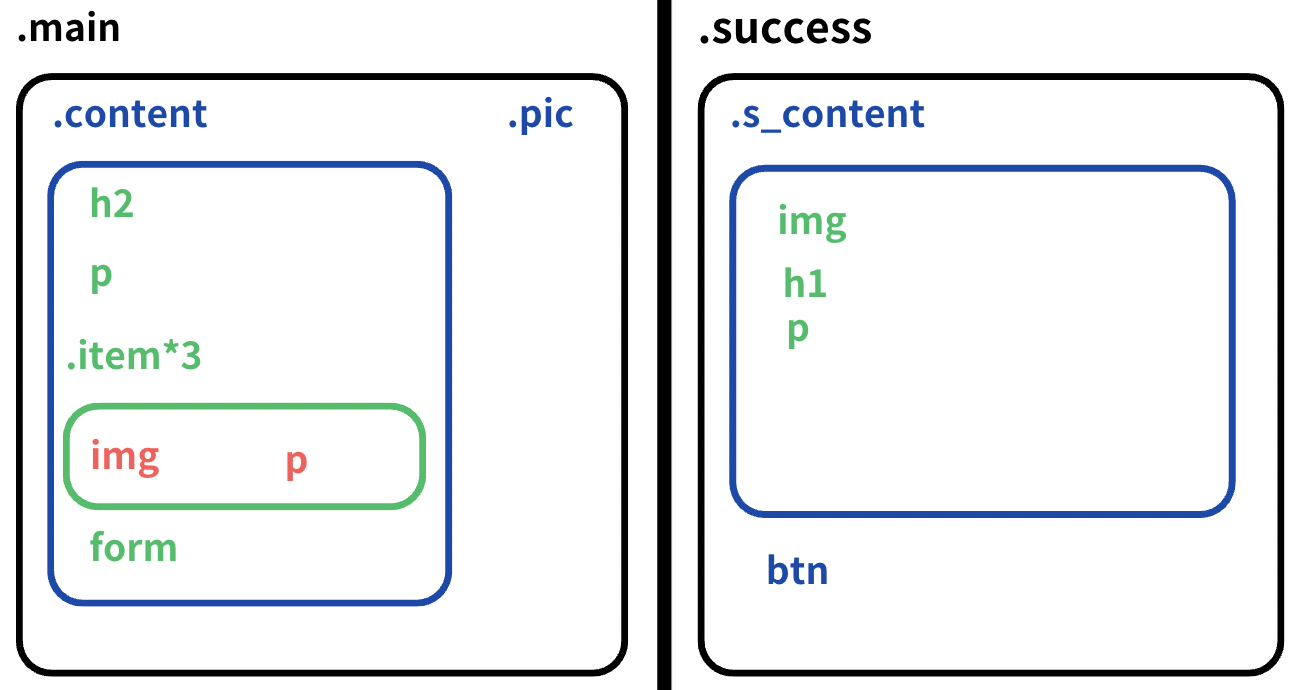 .main
.content
.pic
h2
p
.item*3
img
p
form
.success
.s_content
img
h1
p
btn